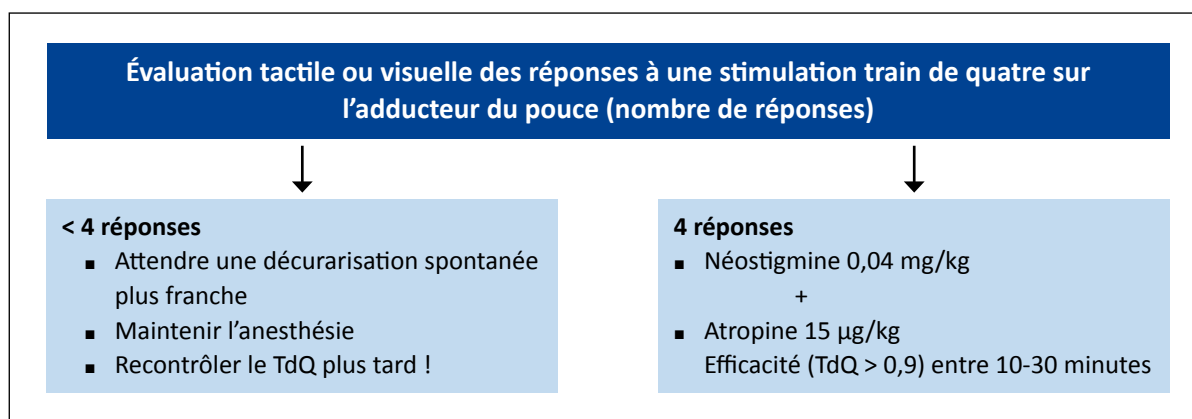 Évaluation tactile ou visuelle des réponses à une stimulation train de quatre sur
l’adducteur du pouce (nombre de réponses)
< 4 réponses
▪ Attendre une décurarisation spontanée
plus franche
▪ Maintenir l’anesthésie
▪ Recontrôler le TdQ plus tard !
4 réponses
▪ Néostigmine 0,04 mg/kg
+
▪ Atropine 15 µg/kg
Efficacité (TdQ > 0,9) entre 10-30 minutes